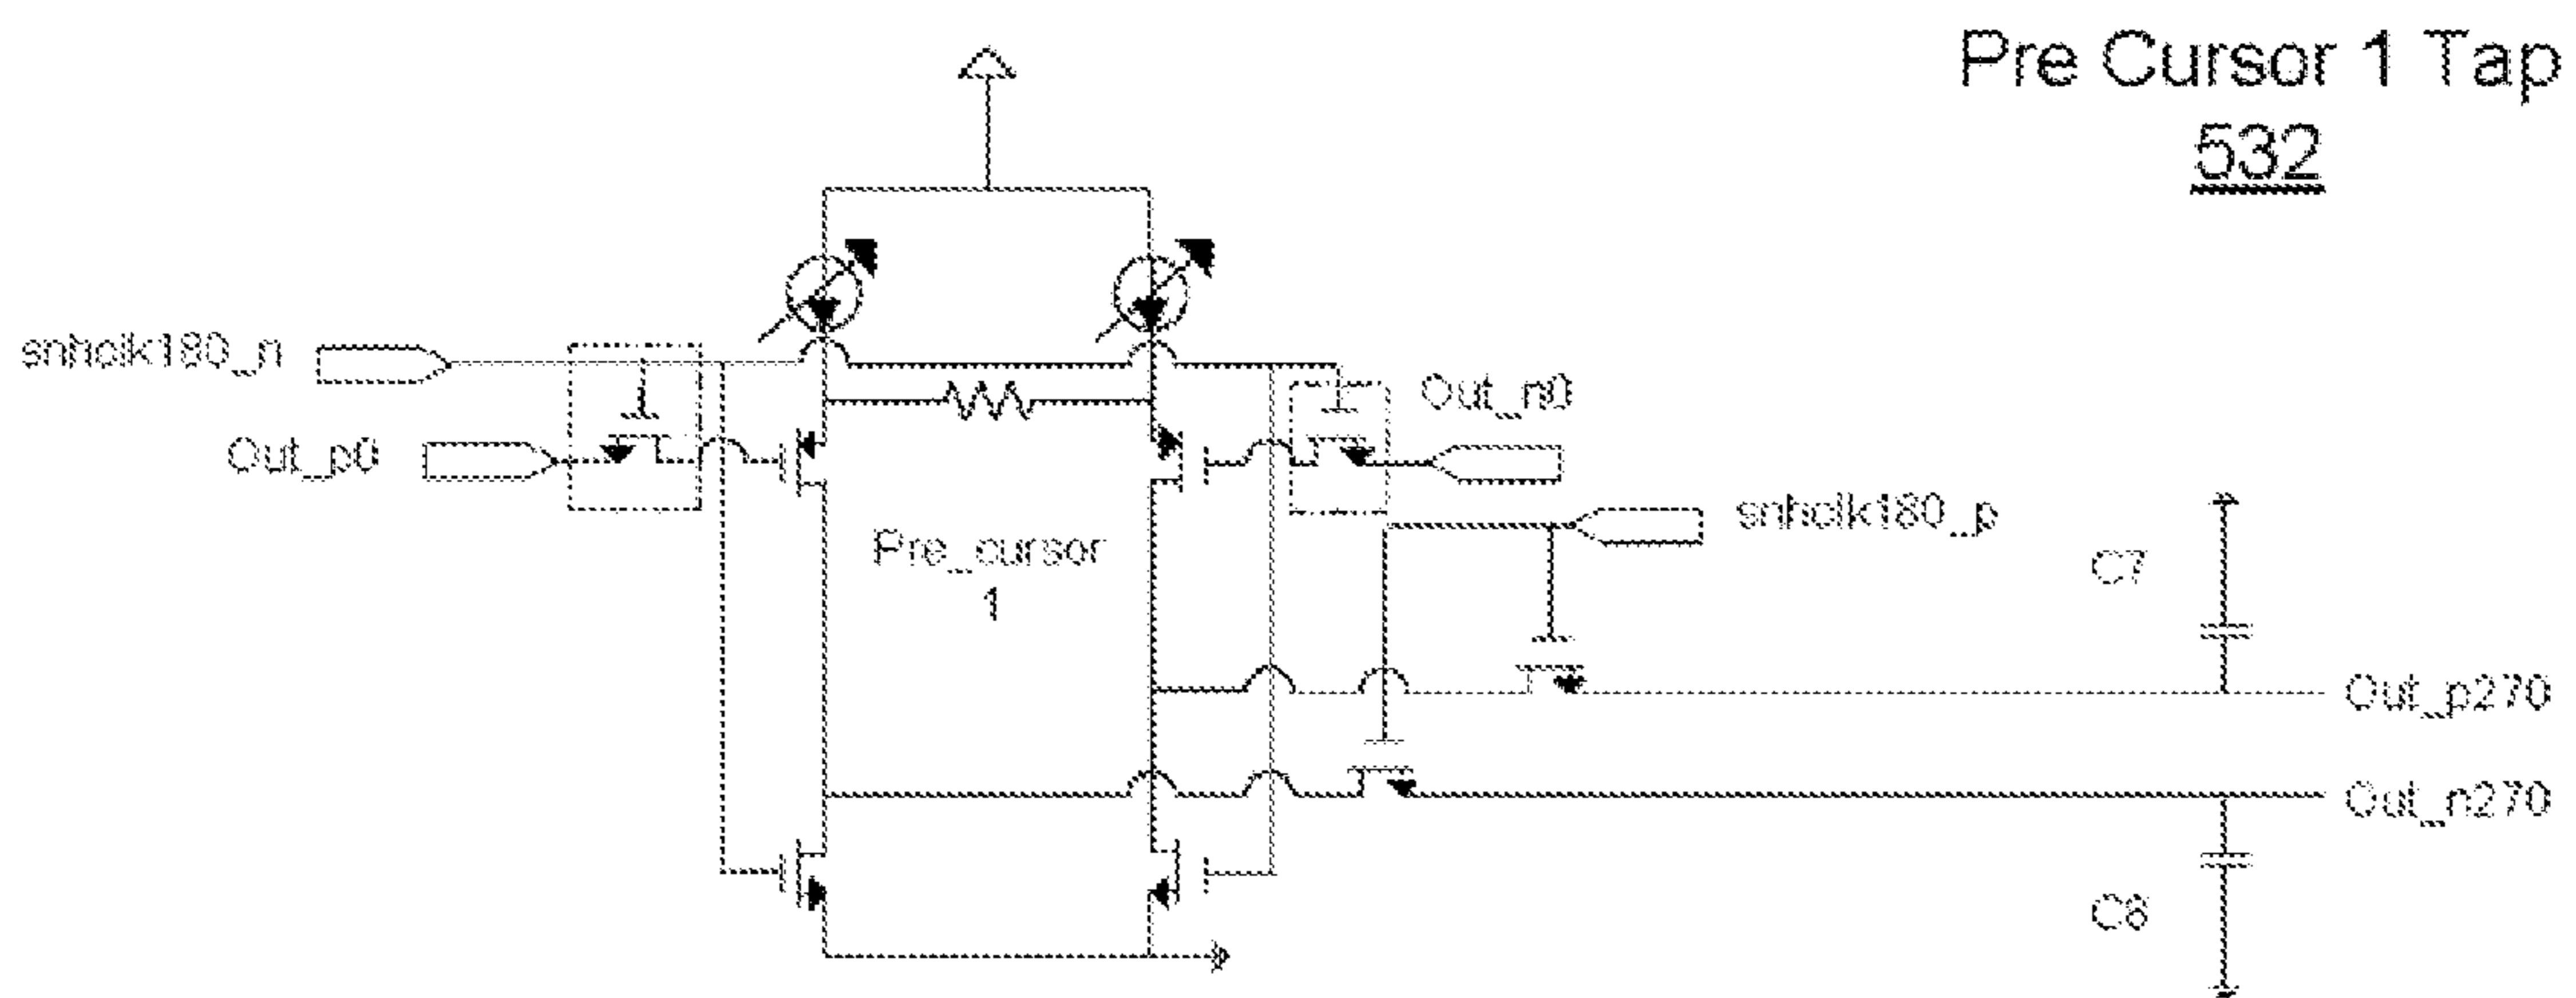 Pre Cursor 1 Tap
532
snhclk180_n
Out_p0
Out_n0
snhclk180_p
Pre_cursor
1
C7
Out_p270
Out_n270
C8